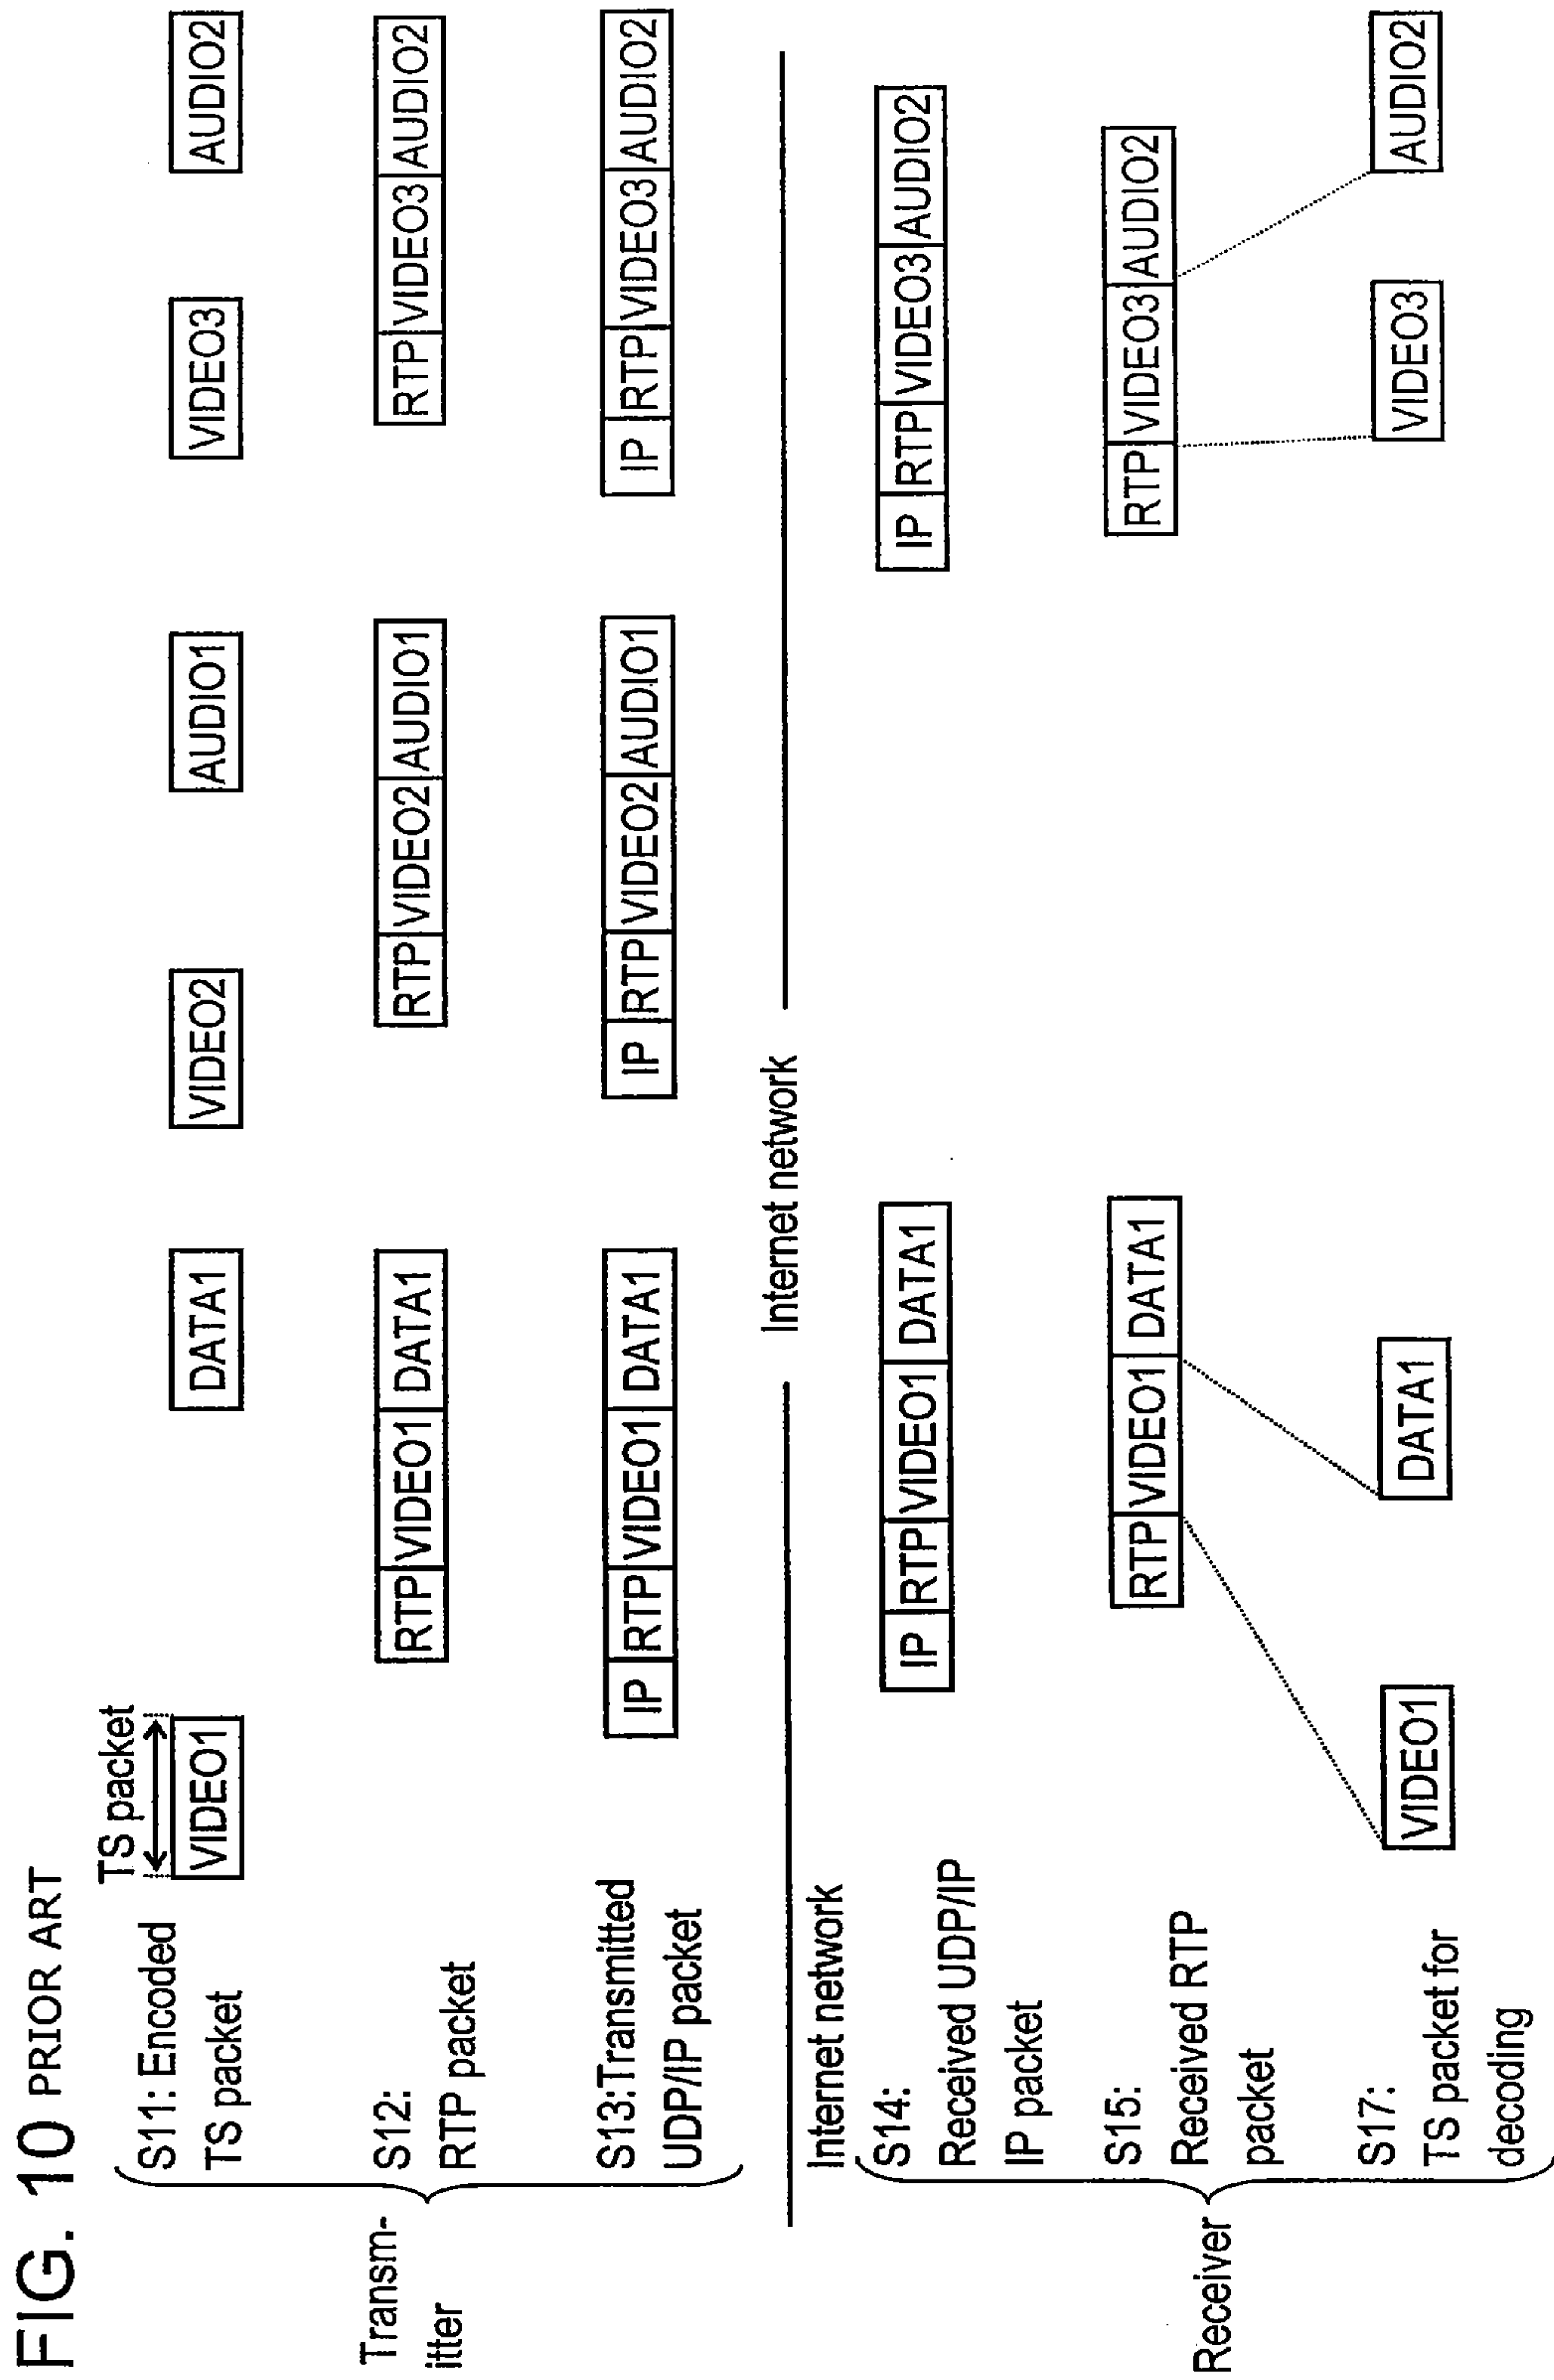 FIG. 10 PRIOR ART
TS packet
S11: Encoded
TS packet
VIDEO1 DATA1 VIDEO2 AUDIO1 VIDEO3 AUDIO2
Transm-
itter
S12:
RTP packet
RTP VIDEO1 DATA1 RTP VIDEO2 AUDIO1 RTP VIDEO3 AUDIO2
S13:Transmitted
UDP/IP packet
IP RTP VIDEO1 DATA1 IP RTP VIDEO2 AUDIO1 IP RTP VIDEO3 AUDIO2
Internet network
Internet network
S14:
Received UDP/IP
IP packet
IP RTP VIDEO1 DATA1 IP RTP VIDEO3 AUDIO2
Receiver
S15:
Received RTP
packet
RTP VIDEO1 DATA1 RTP VIDEO3 AUDIO2
S17:
TS packet for
decoding
VIDEO1 DATA1 VIDEO3 AUDIO2